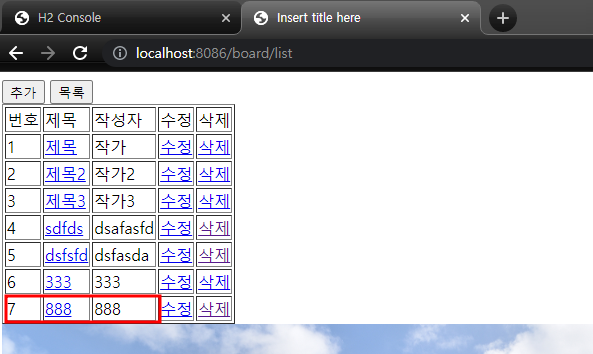 H2 Console
Insert title here
localhost:8086/board/list
추가 목록
번호 제목 작성자 수정 삭제
1 제목 작가 수정 삭제
2 제목2 작가2 수정 삭제
3 제목3 작가3 수정 삭제
4 sdfds dsafasfd 수정 삭제
5 dsfsfd dsfasda 수정 삭제
6 333 333 수정 삭제
7 888 888 수정 삭제